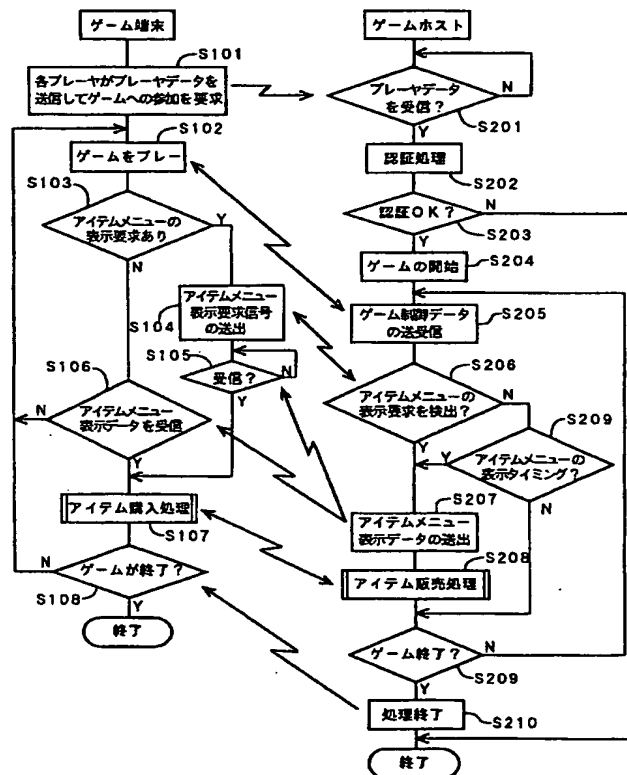 ゲーム端末
S101
各プレーヤがプレーヤデータを
送信してゲームへの参加を要求
S102
ゲームをプレー
S103
アイテムメニューの
表示要求あり
Y
N
アイテムメニュー
表示要求信号
の送出
S104
S105
受信？
N
Y
S106
アイテムメニュー
表示データを受信
N
Y
アイテム購入処理
S107
ゲームが終了？
N
S108
Y
終了
ゲームホスト
プレーヤデータ
を受信？
N
S201
Y
認証処理
S202
認証OK？
N
S203
Y
ゲームの開始
S204
ゲーム制御データ
の送受信
S205
S206
アイテムメニューの
表示要求を検出？
N
Y
S209
アイテムメニューの
表示タイミング？
Y
N
S207
アイテムメニュー
表示データの送出
S208
アイテム販売処理
ゲーム終了？
N
S209
Y
処理終了
S210
終了